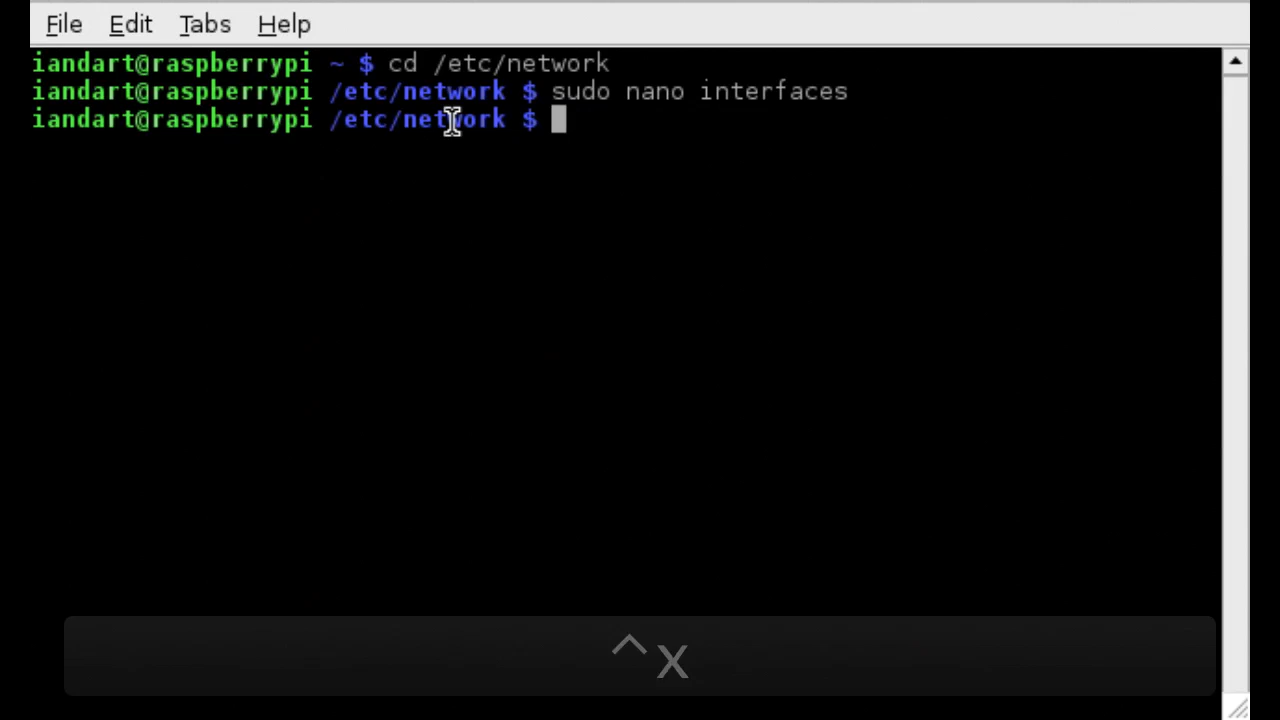 File Edit Tabs Help
iandart@raspberrypi ~ $ cd /etc/network
iandart@raspberrypi /etc/network $ sudo nano interfaces
iandart@raspberrypi /etc/network $
^X